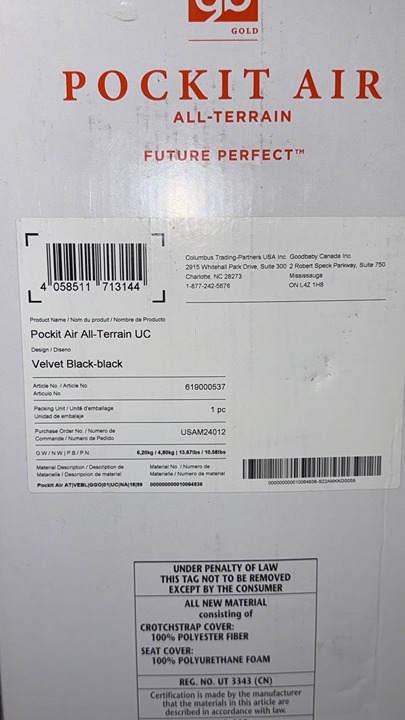 gb
GOLD
POCKIT AIR
ALL-TERRAIN
FUTURE PERFECT™
4 058511 713144
Columbus Trading-Partners USA Inc
2915 Whitehall Park Drive, Suite 300
Charlotte, NC 28273
1-877-242-5676
Goodbaby Canada Inc.
2 Robert Speck Parkway, Suite 750
Mississauga
ON L4Z 1H8
Product Name / Nom du produit / Nombre de Producto
Pockit Air All-Terrain UC
Design / Diseno
Velvet Black-black
Article No. / Article No
Articulo No
619000537
Packing Unit / Unité d'emballage
Unidad de embalaje
1 pc
Purchase Order No. / Numero de
Commande / Numero de Pedido
USAM24012
G.W / N.W | P.B / P.N
6,20kg / 4,80kg | 13.67lbs / 10.58lbs
Material Description / Description de
Materielle / Descripcion de material
Material No. / Numero de
Materielle / Numero de material
Pockit Air AT|VEBL|GGO|01|UC|NA|18|99
000000000010064936
UNDER PENALTY OF LAW
THIS TAG NOT TO BE REMOVED
EXCEPT BY THE CONSUMER
ALL NEW MATERIAL
consisting of
CROTCHSTRAP COVER:
100% POLYESTER FIBER
SEAT COVER:
100% POLYURETHANE FOAM
REG. NO. UT 3343 (CN)
Certification is made by the manufacturer
that the materials in this article are
described in accordance with law.